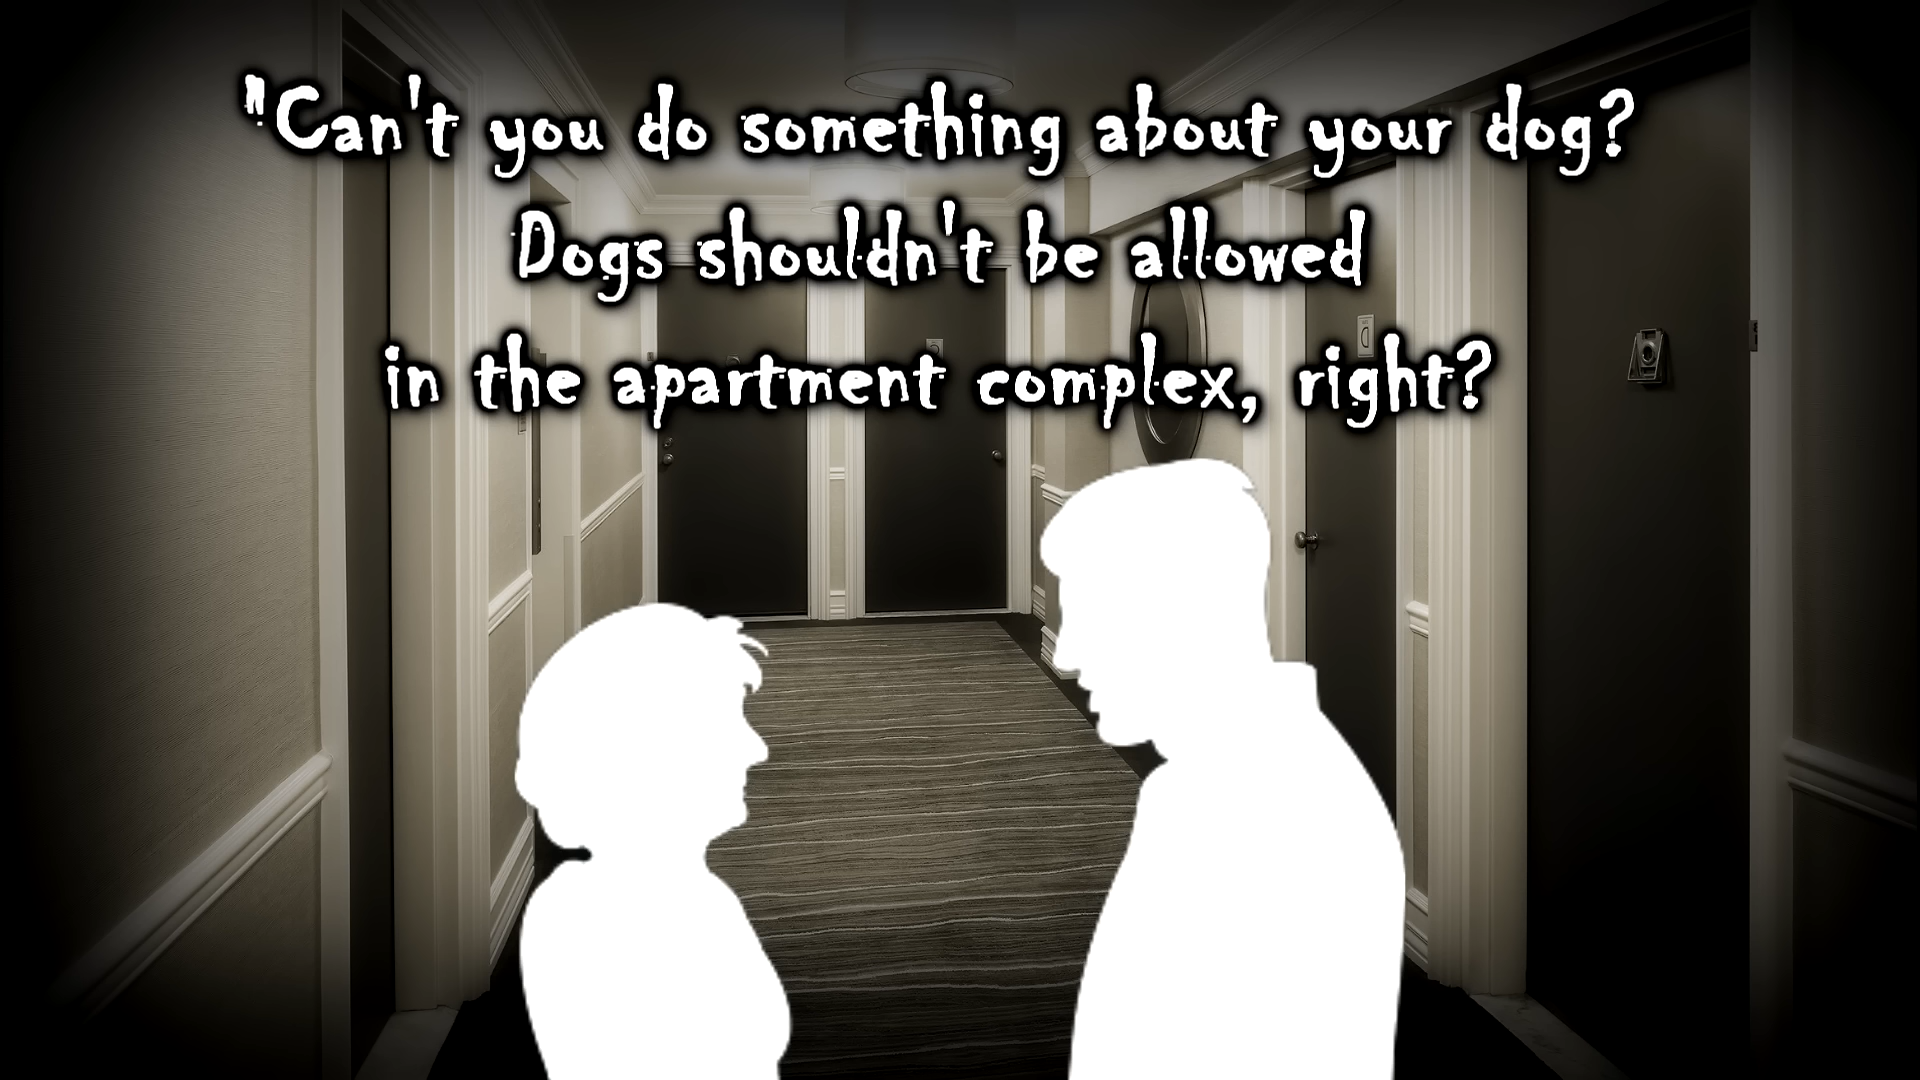 "Can't you do something about your dog?
Dogs shouldn't be allowed
in the apartment complex, right?